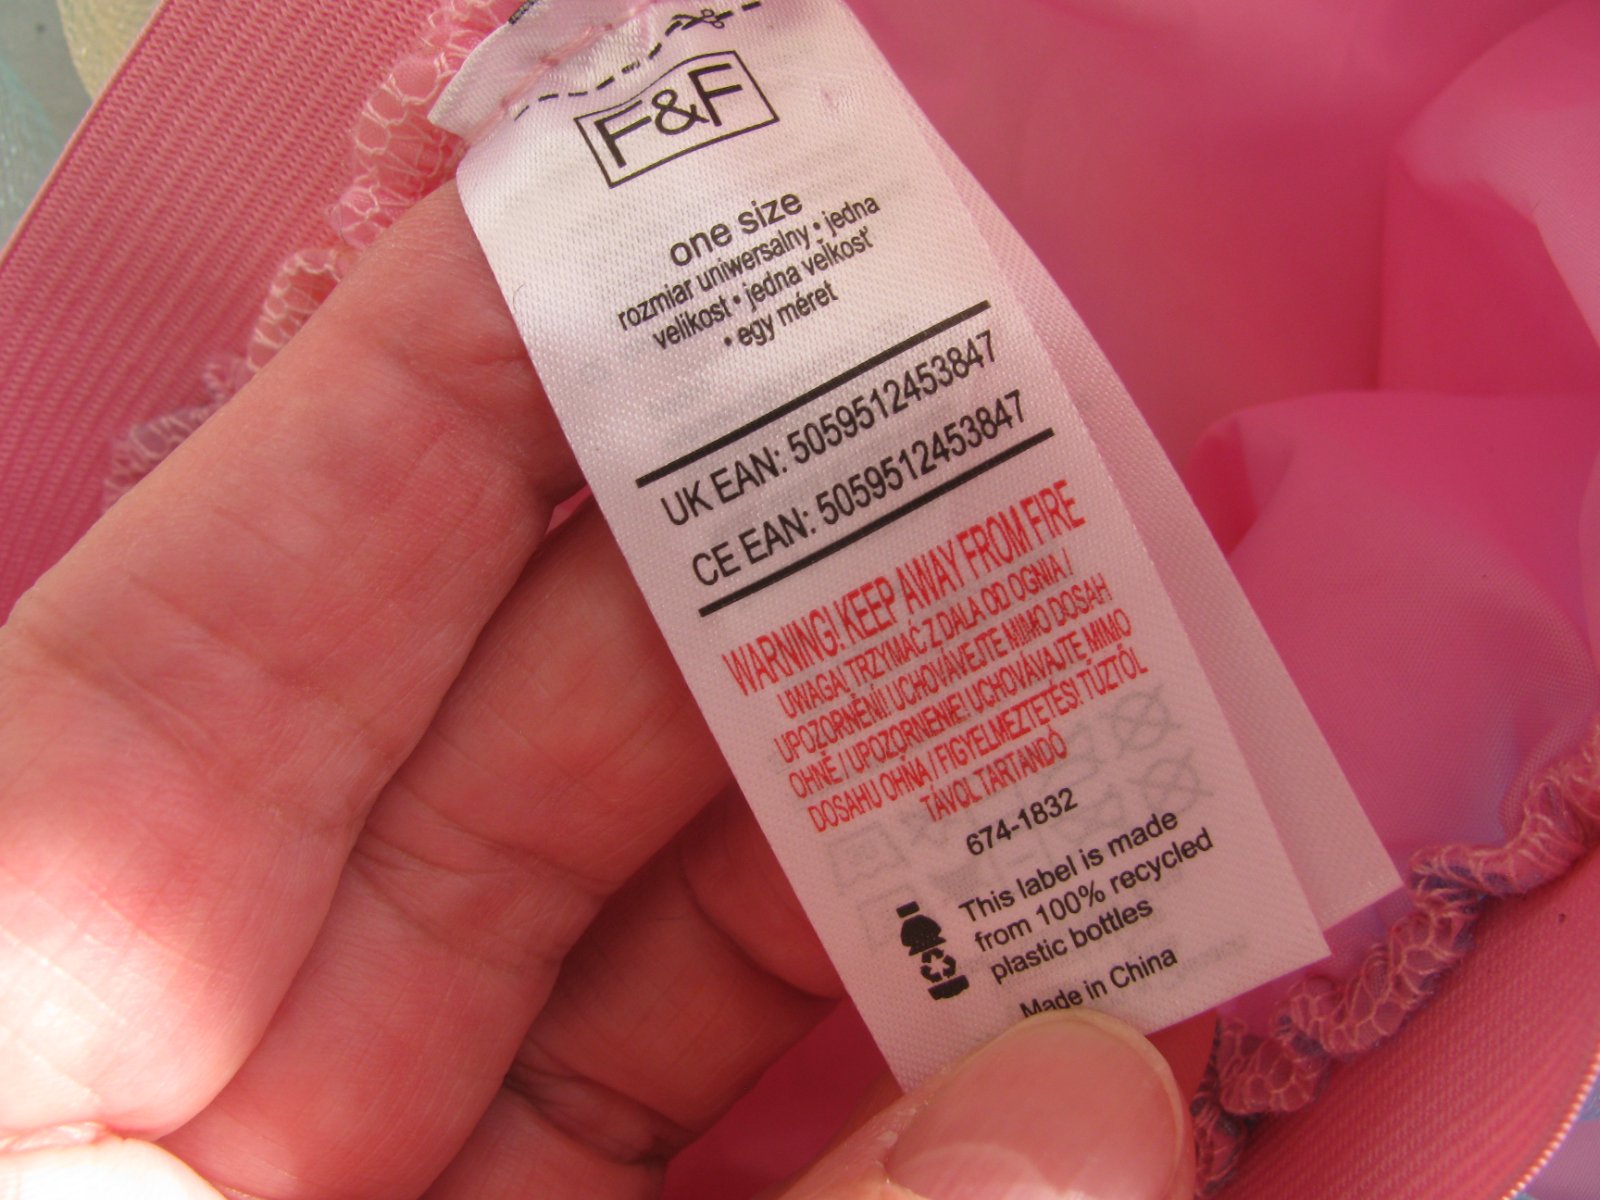 F&F
one size
rozmiar uniwersalny • jedna
velikost • jedna veľkosť
• egy méret
UK EAN: 5059512453847
CE EAN: 5059512453847
WARNING! KEEP AWAY FROM FIRE
UWAGA! TRZYMAĆ Z DALA OD OGNIA /
UPOZORNĚNÍ! UCHOVÁVEJTE MIMO DOSAH
OHNĚ / UPOZORNENIE! UCHOVÁVAJTE MIMO
DOSAHU OHŇA / FIGYELMEZTETÉS! TŰZTŐL
TÁVOL TARTANDÓ
674-1832
This label is made
from 100% recycled
plastic bottles
Made in China